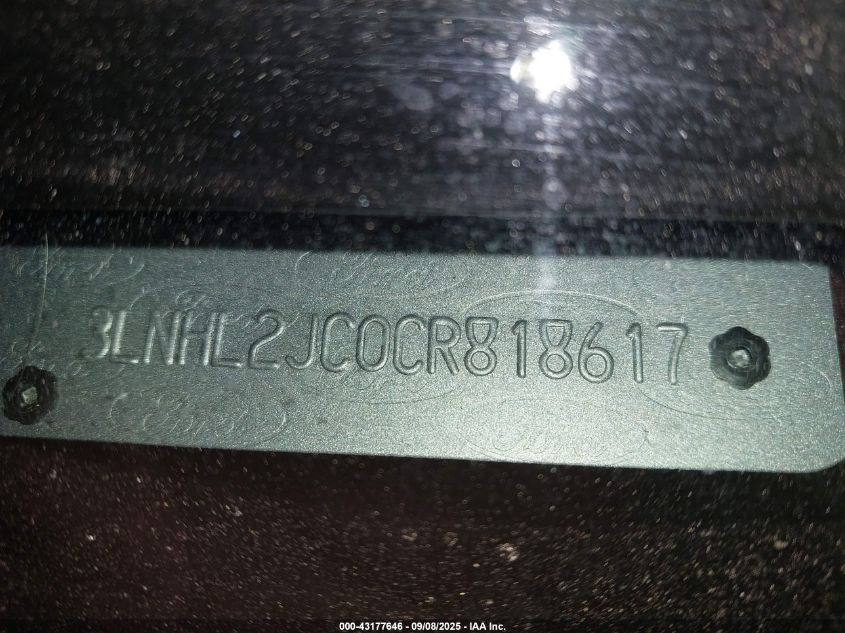 3LNHL2JC0CR818617
000-43177646 - 09/08/2025 - IAA Inc.